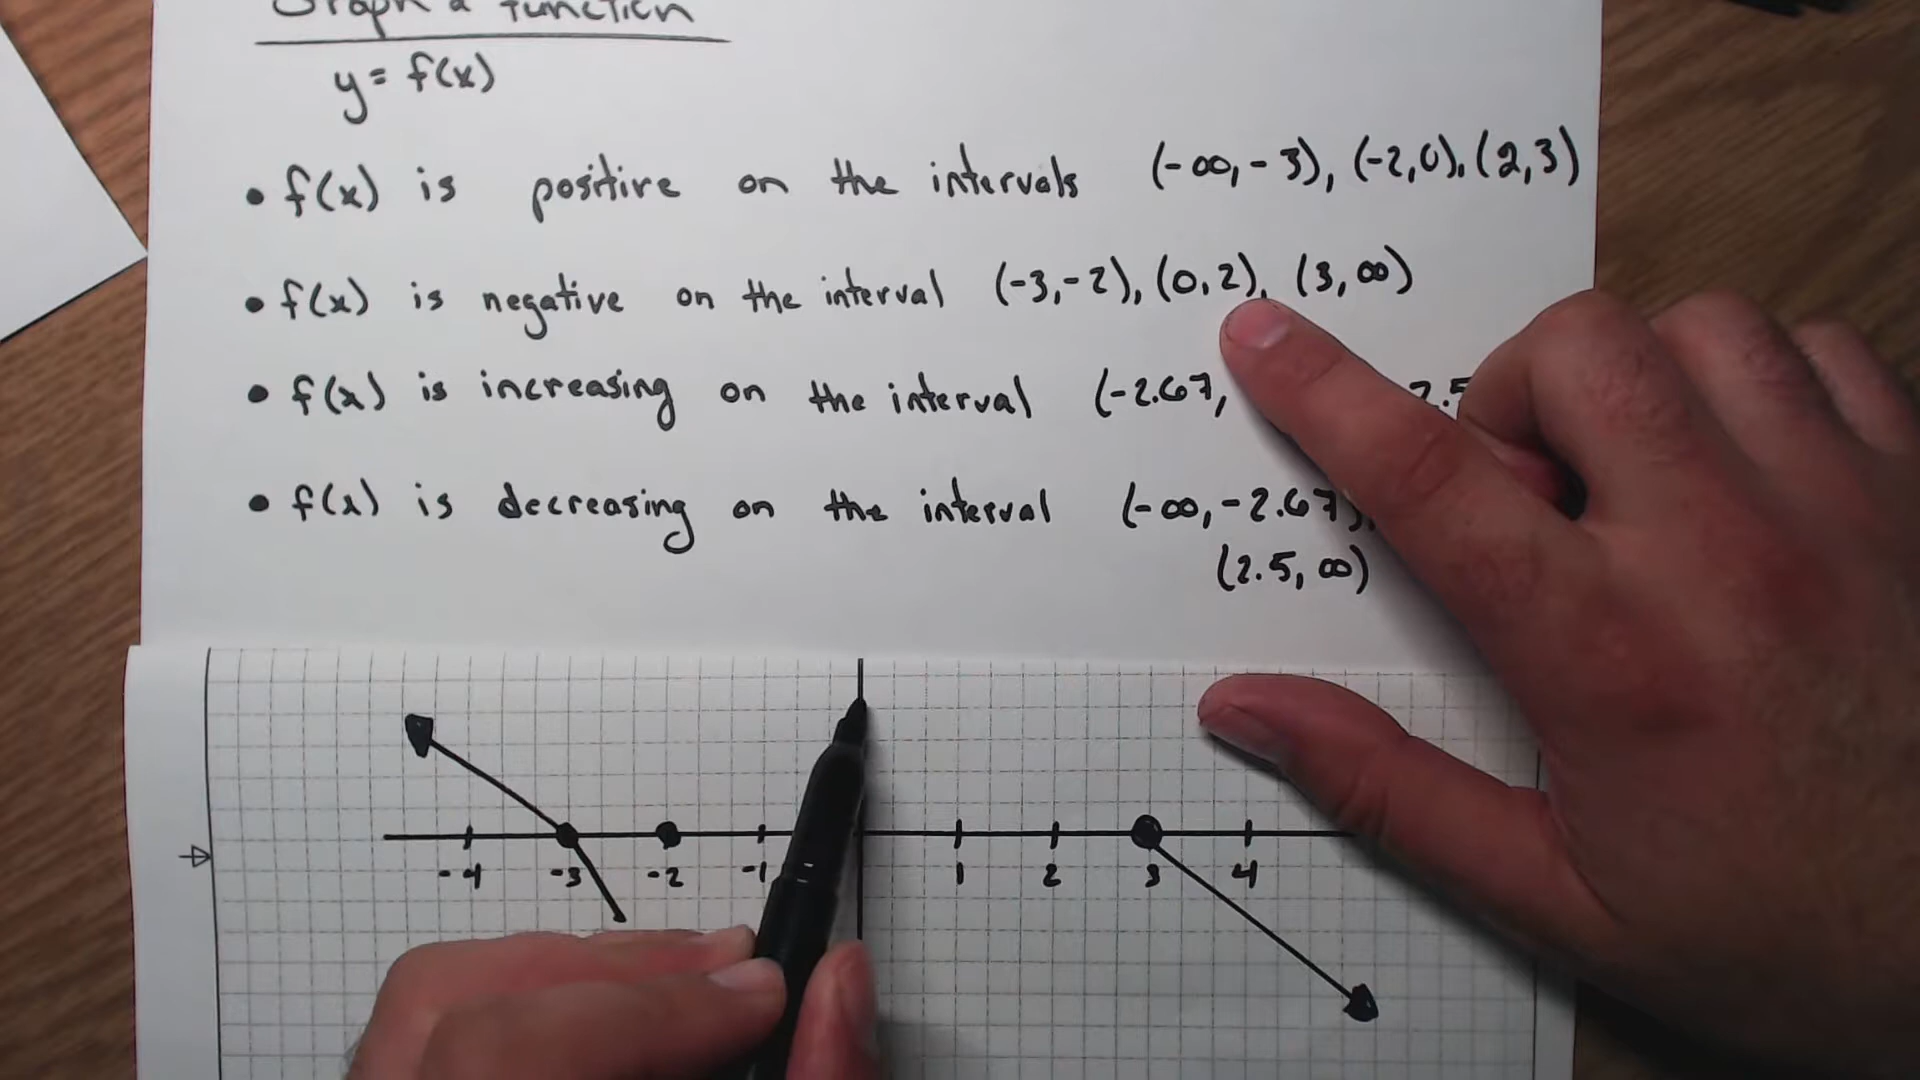 Graph a function
y = f(x)
• f(x) is positive on the intervals (-∞, -3), (-2,0), (2,3)
• f(x) is negative on the interval (-3,-2), (0,2), (3,∞)
• f(x) is increasing on the interval (-2.67,
• f(x) is decreasing on the interval (-∞, -2.67),
(2.5, ∞)
-4 -3 -2 -1 1 2 3 4